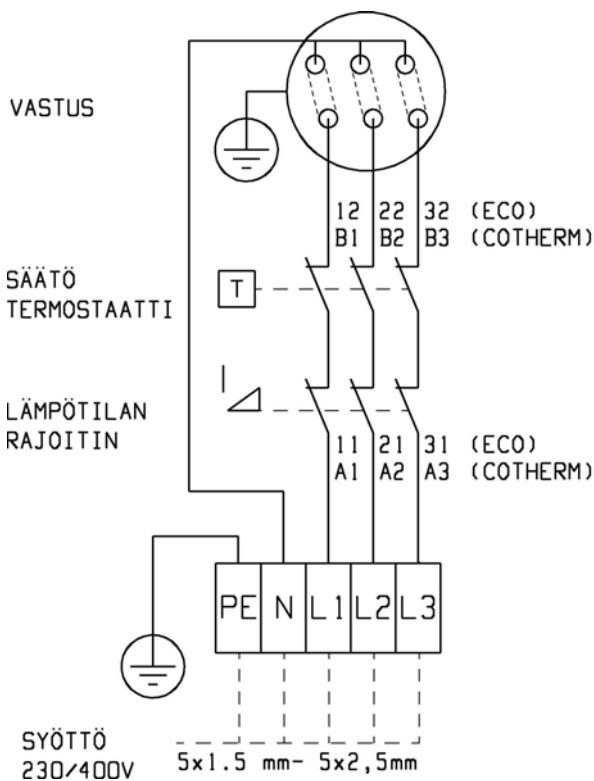 VASTUS
12 22 32 (ECO)
B1 B2 B3 (COTHERM)
SÄÄTÖ
TERMOSTAATTI
T
LÄMPÖTILAN
RAJOITIN
11 21 31 (ECO)
A1 A2 A3 (COTHERM)
PE N L1 L2 L3
SYÖTTÖ
230/400V
5x1.5 mm- 5x2,5mm